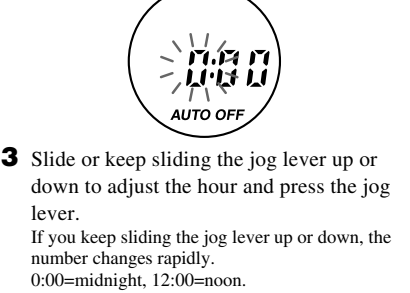 0:00
AUTO OFF
3 Slide or keep sliding the jog lever up or
down to adjust the hour and press the jog
lever.
If you keep sliding the jog lever up or down, the
number changes rapidly.
0:00=midnight, 12:00=noon.